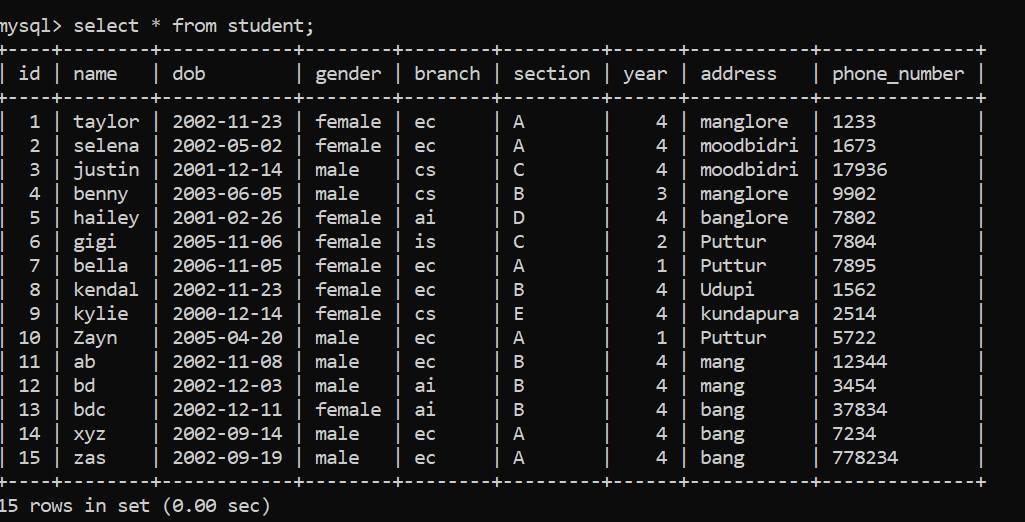 mysql> select * from student;
+----+--------+------------+--------+--------+---------+------+-----------+--------------+
| id | name   | dob        | gender | branch | section | year | address   | phone_number |
+----+--------+------------+--------+--------+---------+------+-----------+--------------+
|  1 | taylor | 2002-11-23 | female | ec     | A       |    4 | manglore  | 1233         |
|  2 | selena | 2002-05-02 | female | ec     | A       |    4 | moodbidri | 1673         |
|  3 | justin | 2001-12-14 | male   | cs     | C       |    4 | moodbidri | 17936        |
|  4 | benny  | 2003-06-05 | male   | cs     | B       |    3 | manglore  | 9902         |
|  5 | hailey | 2001-02-26 | female | ai     | D       |    4 | banglore  | 7802         |
|  6 | gigi   | 2005-11-06 | female | is     | C       |    2 | Puttur    | 7804         |
|  7 | bella  | 2006-11-05 | female | ec     | A       |    1 | Puttur    | 7895         |
|  8 | kendal | 2002-11-23 | female | ec     | B       |    4 | Udupi     | 1562         |
|  9 | kylie  | 2000-12-14 | female | cs     | E       |    4 | kundapura | 2514         |
| 10 | Zayn   | 2005-04-20 | male   | ec     | A       |    1 | Puttur    | 5722         |
| 11 | ab     | 2002-11-08 | male   | ec     | B       |    4 | mang      | 12344        |
| 12 | bd     | 2002-12-03 | male   | ai     | B       |    4 | mang      | 3454         |
| 13 | bdc    | 2002-12-11 | female | ai     | B       |    4 | bang      | 37834        |
| 14 | xyz    | 2002-09-14 | male   | ec     | A       |    4 | bang      | 7234         |
| 15 | zas    | 2002-09-19 | male   | ec     | A       |    4 | bang      | 778234       |
+----+--------+------------+--------+--------+---------+------+-----------+--------------+
15 rows in set (0.00 sec)